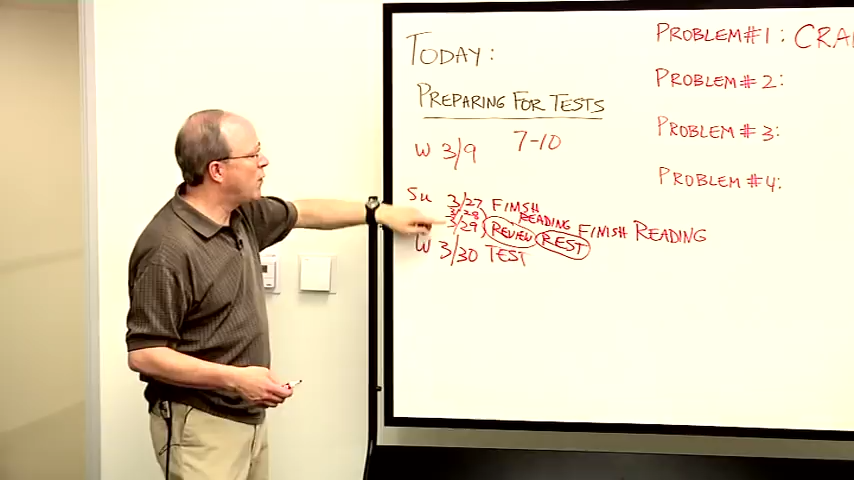 TODAY:
PREPARING FOR TESTS
W 3/9 7-10
Su 3/27 FINISH READING
3/28
3/29 REVIEW REST FINISH READING
W 3/30 TEST
PROBLEM #1: CRA
PROBLEM # 2:
PROBLEM # 3:
PROBLEM # 4: